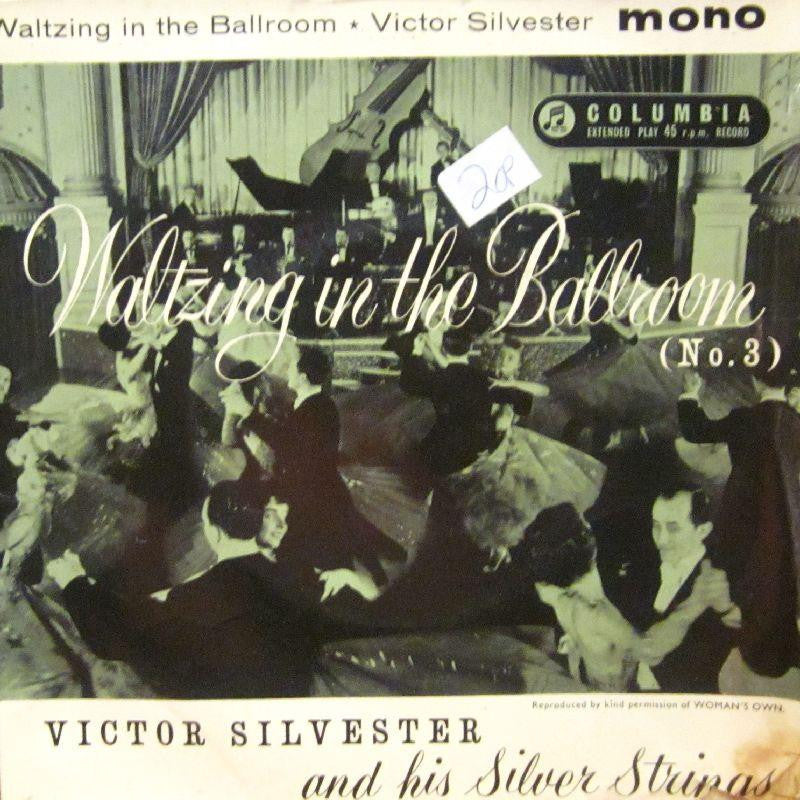 Waltzing in the Ballroom ★ Victor Silvester mono
COLUMBIA
EXTENDED PLAY 45 r.p.m. RECORD
20P
Waltzing in the Ballroom
(No. 3)
Reproduced by kind permission of WOMAN'S OWN.
VICTOR SILVESTER
and his Silver Strings